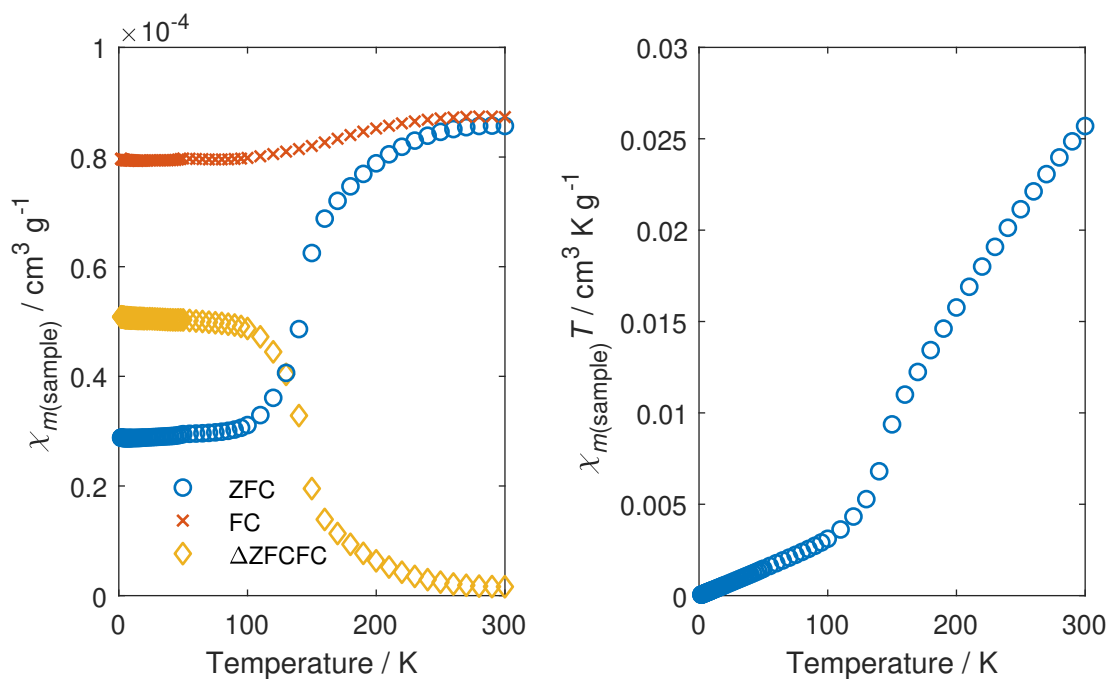 ×10⁻⁴
1
0.8
0.6
0.4
0.2
0
0 100 200 300
Temperature / K
χm(sample) / cm³ g⁻¹
ZFC
FC
ΔZFCFC
0.03
0.025
0.02
0.015
0.01
0.005
0
0 100 200 300
Temperature / K
χm(sample)T / cm³ K g⁻¹